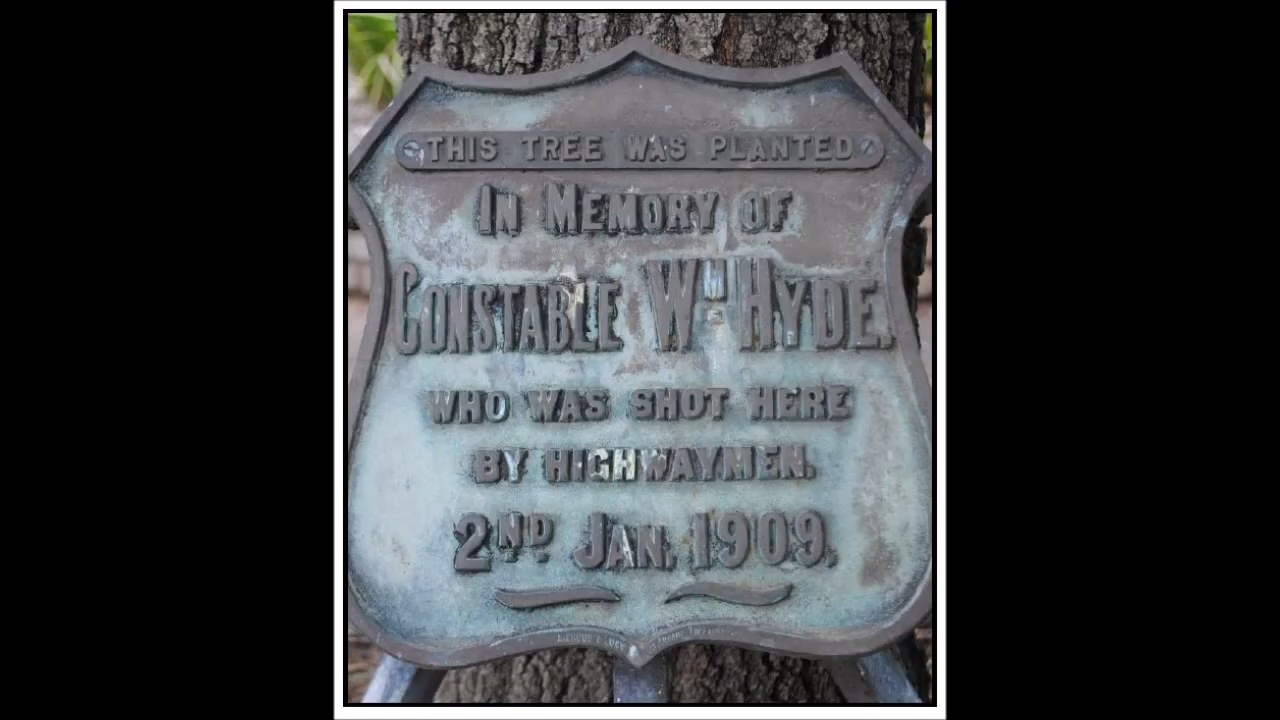 THIS TREE WAS PLANTED
IN MEMORY OF
CONSTABLE Wᴹ HYDE.
WHO WAS SHOT HERE
BY HIGHWAYMEN.
2ND JAN. 1909.